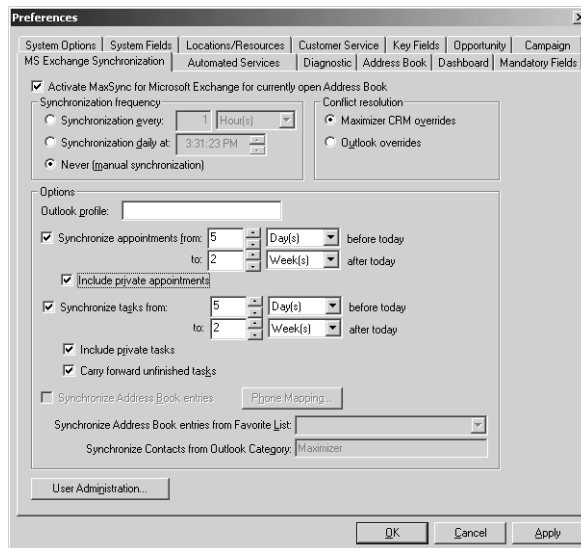 Preferences
System Options System Fields Locations/Resources Customer Service Key Fields Opportunity Campaign
MS Exchange Synchronization Automated Services Diagnostic Address Book Dashboard Mandatory Fields
Activate MaxSync for Microsoft Exchange for currently open Address Book
Synchronization frequency
Synchronization every: 1 Hour(s)
Synchronization daily at: 3:31:23 PM
Never (manual synchronization)
Conflict resolution
Maximizer CRM overrides
Outlook overrides
Options
Outlook profile:
Synchronize appointments from: 5 Day(s) before today
to: 2 Week(s) after today
Include private appointments
Synchronize tasks from: 5 Day(s) before today
to: 2 Week(s) after today
Include private tasks
Carry forward unfinished tasks
Synchronize Address Book entries Phone Mapping...
Synchronize Address Book entries from Favorite List:
Synchronize Contacts from Outlook Category: Maximizer
User Administration...
OK Cancel Apply